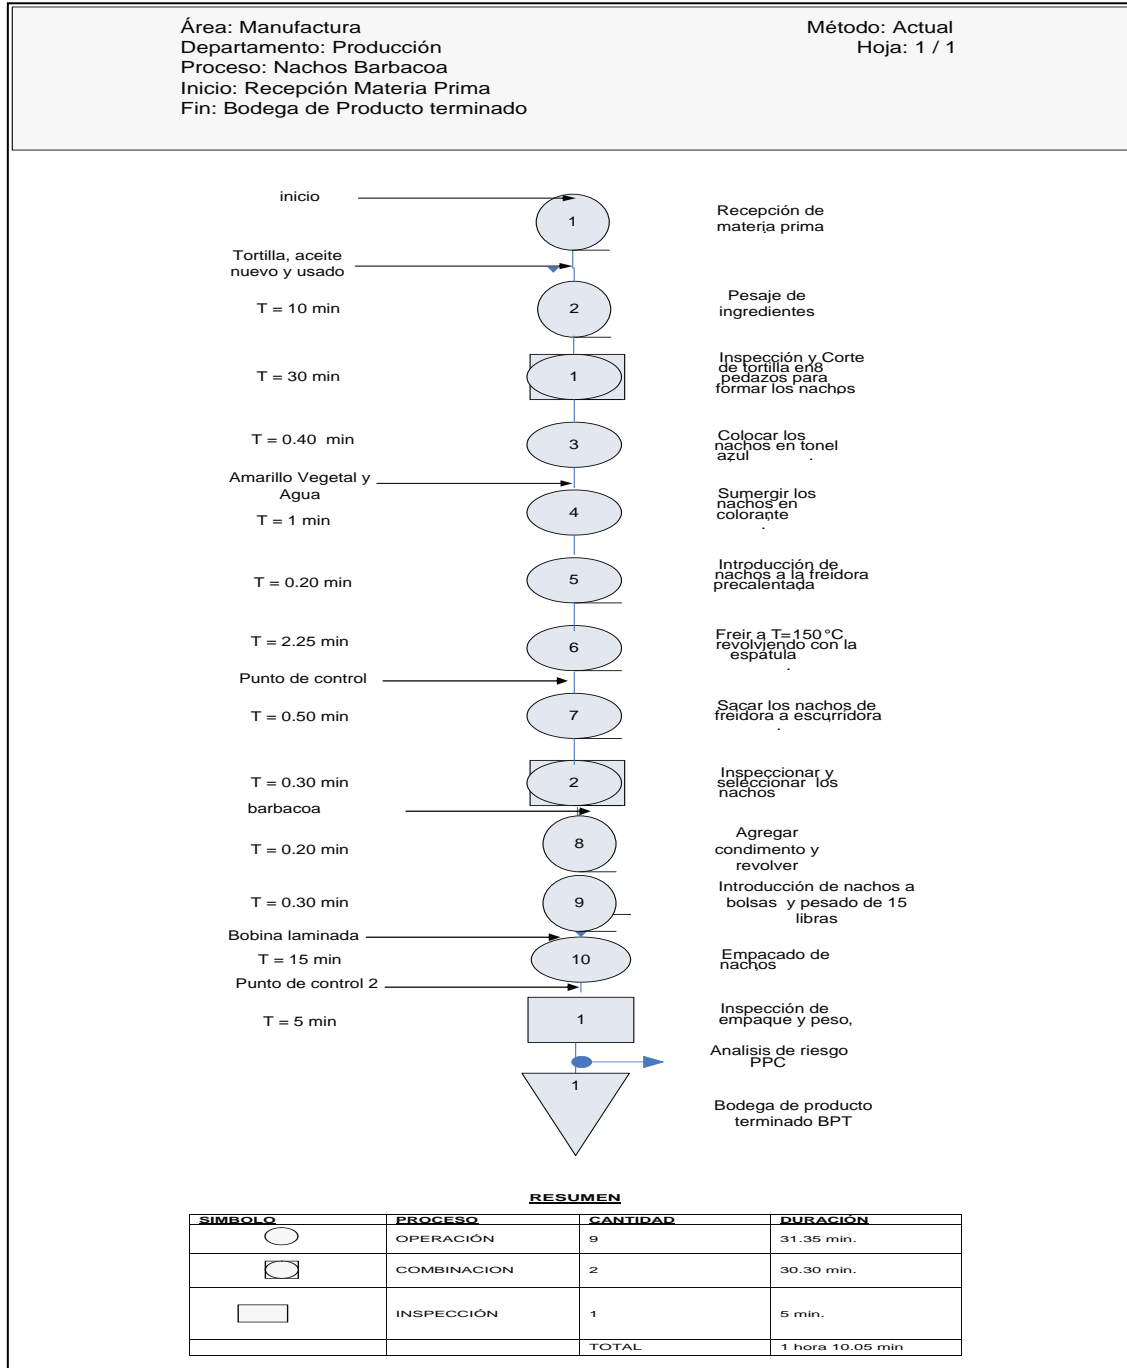 Área: Manufactura
Método: Actual
Departamento: Producción
Hoja: 1 / 1
Proceso: Nachos Barbacoa
Inicio: Recepción Materia Prima
Fin: Bodega de Producto terminado
inicio
1
Recepción de
materia prima
Tortilla, aceite
nuevo y usado
T = 10 min
2
Pesaje de
ingredientes
T = 30 min
1
Inspección y Corte
de tortilla en8
pedazos para
formar los nachos
T = 0.40 min
3
Colocar los
nachos en tonel
azul .
Amarillo Vegetal y
Agua
T = 1 min
4
Sumergir los
nachos en
colorante
.
T = 0.20 min
5
Introducción de
nachos a la freidora
precalentada
T = 2.25 min
6
Freir a T=150°C
revolviendo con la
espátula
.
Punto de control
T = 0.50 min
7
Sacar los nachos de
freidora a escurridora
.
T = 0.30 min
2
Inspeccionar y
seleccionar los
nachos
barbacoa
T = 0.20 min
8
Agregar
condimento y
revolver
T = 0.30 min
9
Introducción de nachos a
bolsas y pesado de 15
libras
Bobina laminada
T = 15 min
10
Empacado de
nachos
Punto de control 2
T = 5 min
1
Inspección de
empaque y peso,
Analisis de riesgo
PPC
1
Bodega de producto
terminado BPT
RESUMEN
SIMBOLO PROCESO CANTIDAD DURACIÓN
OPERACIÓN 9 31.35 min.
COMBINACION 2 30.30 min.
INSPECCIÓN 1 5 min.
TOTAL 1 hora 10.05 min